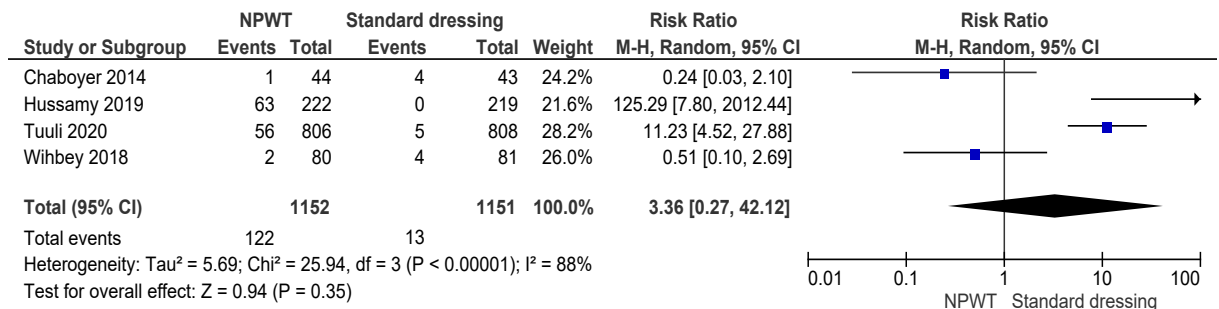 NPWT Standard dressing Risk Ratio Risk Ratio
Study or Subgroup Events Total Events Total Weight M-H, Random, 95% CI M-H, Random, 95% CI
Chaboyer 2014 1 44 4 43 24.2% 0.24 [0.03, 2.10]
Hussamy 2019 63 222 0 219 21.6% 125.29 [7.80, 2012.44]
Tuuli 2020 56 806 5 808 28.2% 11.23 [4.52, 27.88]
Wihbey 2018 2 80 4 81 26.0% 0.51 [0.10, 2.69]
Total (95% CI) 1152 1151 100.0% 3.36 [0.27, 42.12]
Total events 122 13
Heterogeneity: Tau² = 5.69; Chi² = 25.94, df = 3 (P < 0.00001); I² = 88%
Test for overall effect: Z = 0.94 (P = 0.35)
0.01 0.1 1 10 100
NPWT Standard dressing